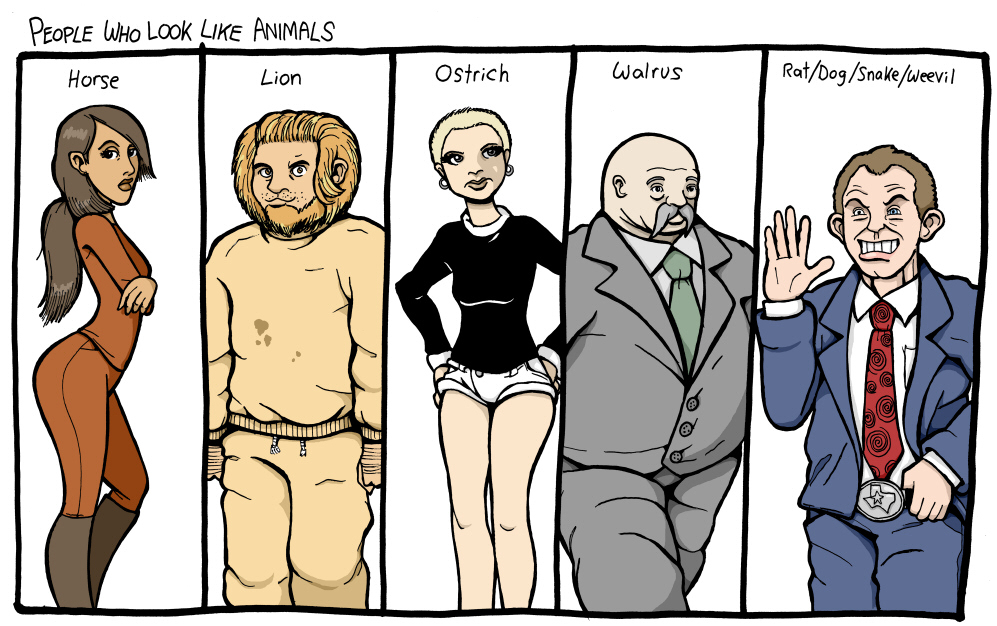 People Who Look Like Animals
Horse
Lion
Ostrich
Walrus
Rat/Dog/Snake/Weevil